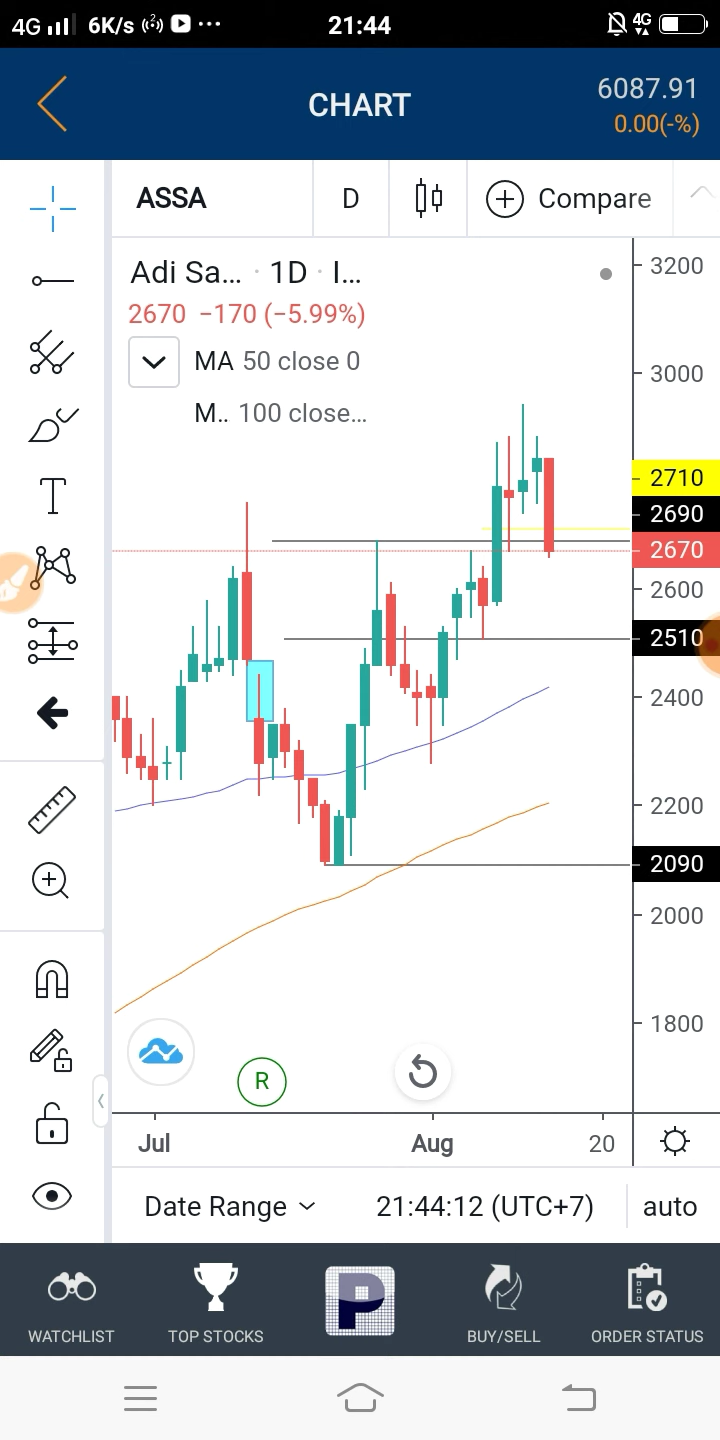 4G 6K/s ... 21:44 4G
CHART
6087.91
0.00(-%)
ASSA D Compare
Adi Sa... · 1D · I...
2670 −170 (−5.99%)
MA 50 close 0
M.. 100 close...
3200
3000
2710
2690
2670
2600
2510
2400
2200
2090
2000
1800
T
R
P
Jul Aug 20
Date Range 21:44:12 (UTC+7) auto
WATCHLIST TOP STOCKS BUY/SELL ORDER STATUS